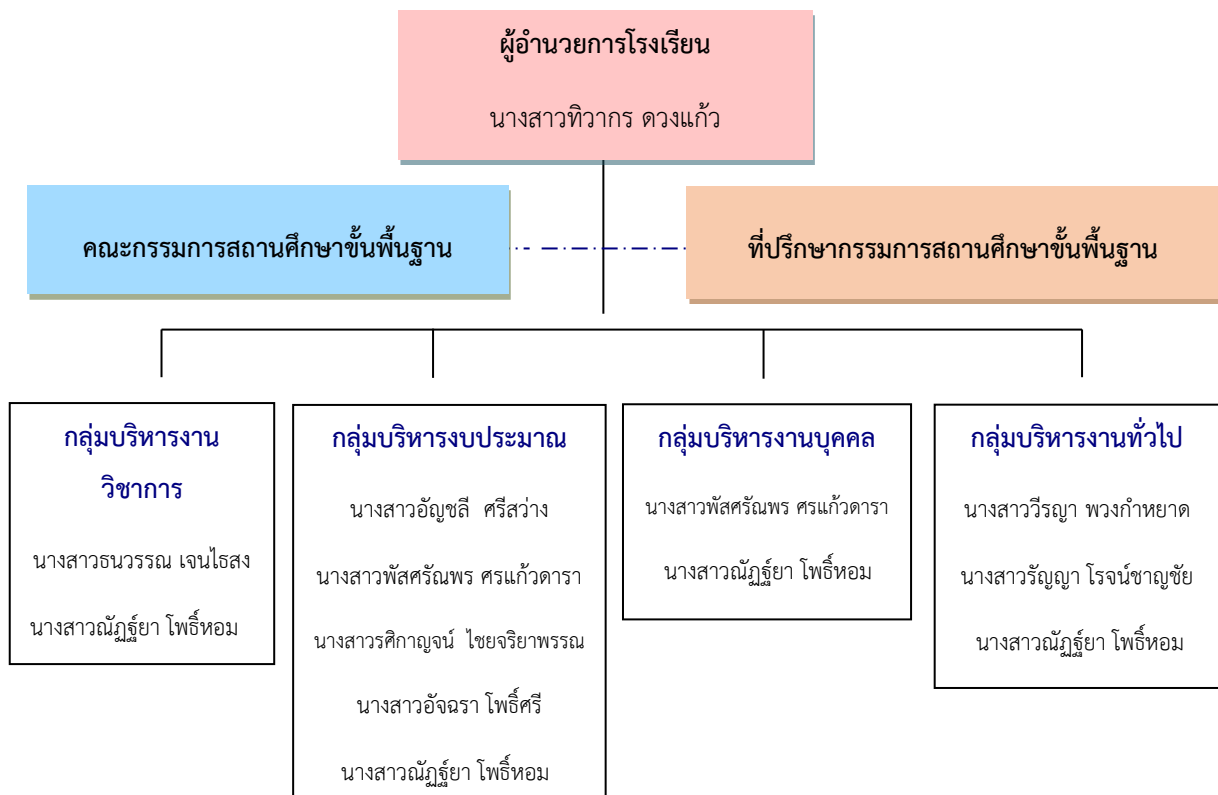 ผู้อำนวยการโรงเรียน
นางสาวทิวากร ดวงแก้ว
คณะกรรมการสถานศึกษาขั้นพื้นฐาน
ที่ปรึกษากรรมการสถานศึกษาขั้นพื้นฐาน
กลุ่มบริหารงาน
วิชาการ
นางสาวธนวรรณ เจนไธสง
นางสาวณัฏฐ์ยา โพธิ์หอม
กลุ่มบริหารงบประมาณ
นางสาวอัญชลี ศรีสว่าง
นางสาวพัสศรัณพร ศรแก้วดารา
นางสาวรศิกาญจน์ ไชยจริยาพรรณ
นางสาวอัจฉรา โพธิ์ศรี
นางสาวณัฏฐ์ยา โพธิ์หอม
กลุ่มบริหารงานบุคคล
นางสาวพัสศรัณพร ศรแก้วดารา
นางสาวณัฏฐ์ยา โพธิ์หอม
กลุ่มบริหารงานทั่วไป
นางสาววีรญา พวงกำหยาด
นางสาวรัญญา โรจน์ชาญชัย
นางสาวณัฏฐ์ยา โพธิ์หอม